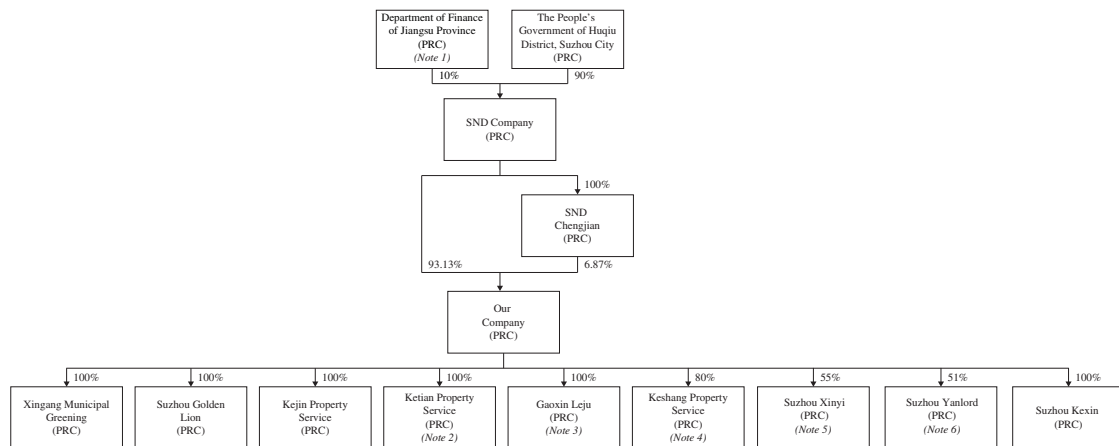 Department of Finance
of Jiangsu Province
(PRC)
(Note 1)
The People's
Government of Huqiu
District, Suzhou City
(PRC)
10%
90%
SND Company
(PRC)
100%
SND
Chengjian
(PRC)
93.13%
6.87%
Our
Company
(PRC)
100%
100%
100%
100%
100%
80%
55%
51%
100%
Xingang Municipal
Greening
(PRC)
Suzhou Golden
Lion
(PRC)
Kejin Property
Service
(PRC)
Ketian Property
Service
(PRC)
(Note 2)
Gaoxin Leju
(PRC)
(Note 3)
Keshang Property
Service
(PRC)
(Note 4)
Suzhou Xinyi
(PRC)
(Note 5)
Suzhou Yanlord
(PRC)
(Note 6)
Suzhou Kexin
(PRC)